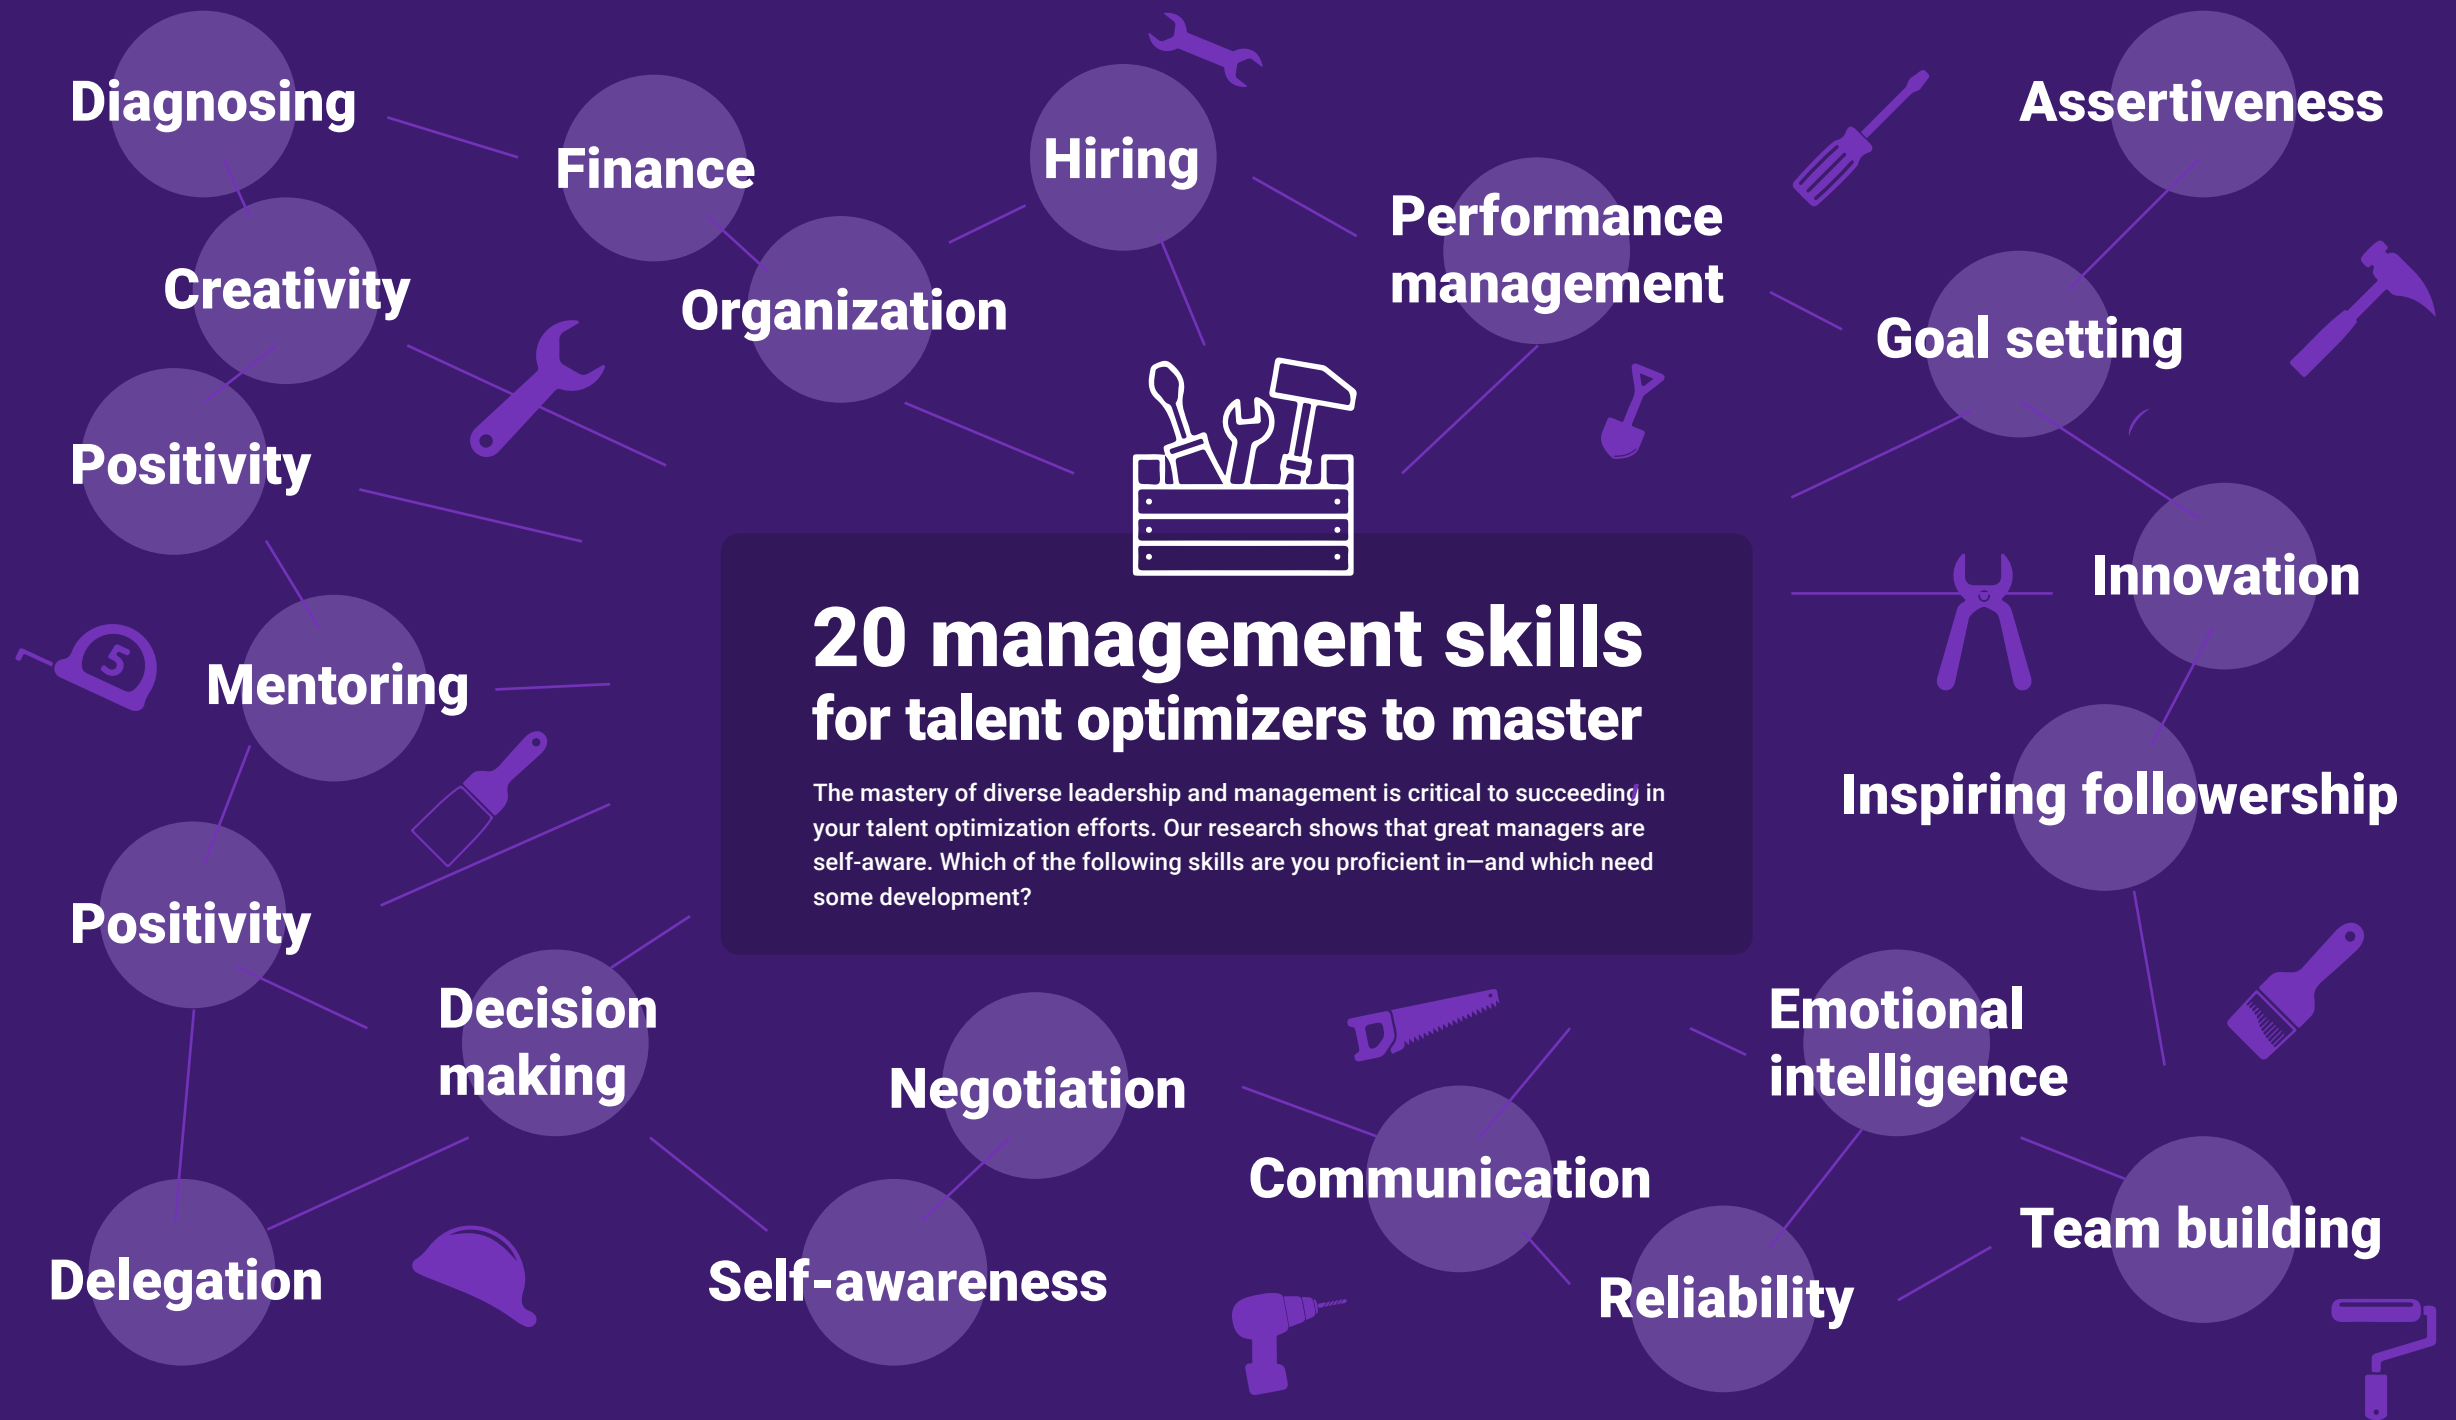 Diagnosing
Assertiveness
Finance
Hiring
Performance
management
Creativity
Organization
Goal setting
Positivity
Innovation
5
Mentoring
20 management skills
for talent optimizers to master
The mastery of diverse leadership and management is critical to succeeding in
your talent optimization efforts. Our research shows that great managers are
self-aware. Which of the following skills are you proficient in—and which need
some development?
Inspiring followership
Positivity
Decision
making
Negotiation
Emotional
intelligence
Communication
Team building
Delegation
Self-awareness
Reliability